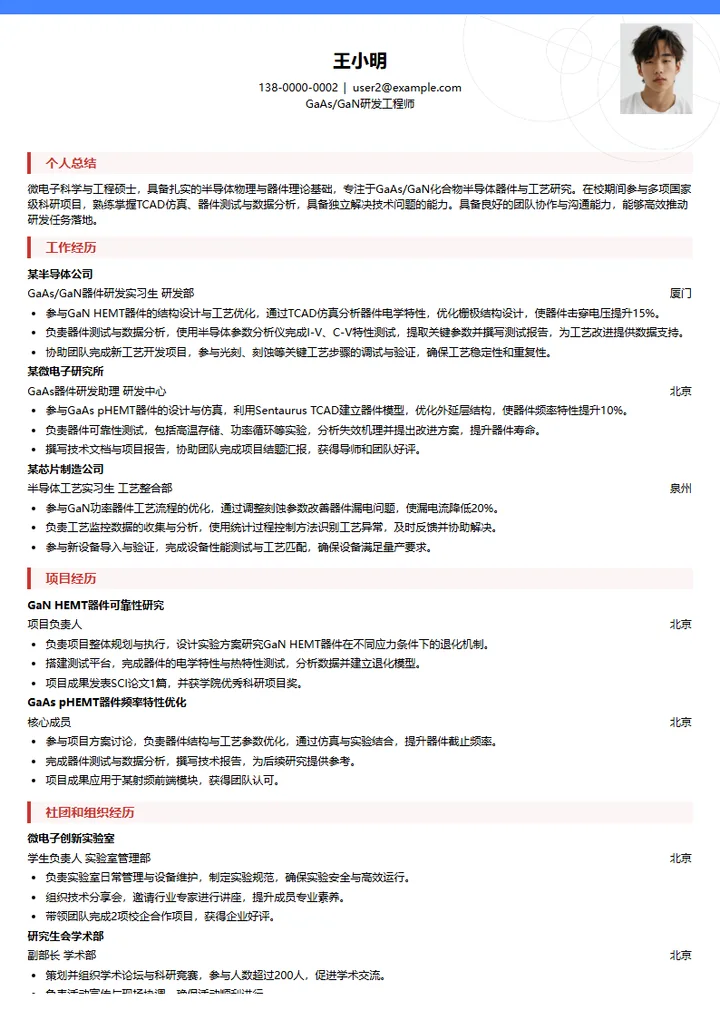 王小明
138-0000-0002 | user2@example.com
GaAs/GaN研发工程师
个人总结
微电子科学与工程硕士，具备扎实的半导体物理与器件理论基础，专注于GaAs/GaN化合物半导体器件与工艺研究。在校期间参与多项国家
级科研项目，熟练掌握TCAD仿真、器件测试与数据分析，具备独立解决技术问题的能力。具备良好的团队协作与沟通能力，能够高效推动
研发任务落地。
工作经历
某半导体公司
GaAs/GaN器件研发实习生 研发部 厦门
• 参与GaN HEMT器件的结构设计与工艺优化，通过TCAD仿真分析器件电学特性，优化栅极结构设计，使器件击穿电压提升15%。
• 负责器件测试与数据分析，使用半导体参数分析仪完成I-V、C-V特性测试，提取关键参数并撰写测试报告，为工艺改进提供数据支持。
• 协助团队完成新工艺开发项目，参与光刻、刻蚀等关键工艺步骤的调试与验证，确保工艺稳定性和重复性。
某微电子研究所
GaAs器件研发助理 研发中心 北京
• 参与GaAs pHEMT器件的设计与仿真，利用Sentaurus TCAD建立器件模型，优化外延层结构，使器件频率特性提升10%。
• 负责器件可靠性测试，包括高温存储、功率循环等实验，分析失效机理并提出改进方案，提升器件寿命。
• 撰写技术文档与项目报告，协助团队完成项目结题汇报，获得导师和团队好评。
某芯片制造公司
半导体工艺实习生 工艺整合部 泉州
• 参与GaN功率器件工艺流程的优化，通过调整刻蚀参数改善器件漏电问题，使漏电流降低20%。
• 负责工艺监控数据的收集与分析，使用统计过程控制方法识别工艺异常，及时反馈并协助解决。
• 参与新设备导入与验证，完成设备性能测试与工艺匹配，确保设备满足量产要求。
项目经历
GaN HEMT器件可靠性研究
项目负责人 北京
• 负责项目整体规划与执行，设计实验方案研究GaN HEMT器件在不同应力条件下的退化机制。
• 搭建测试平台，完成器件的电学特性与热特性测试，分析数据并建立退化模型。
• 项目成果发表SCI论文1篇，并获学院优秀科研项目奖。
GaAs pHEMT器件频率特性优化
核心成员 北京
• 参与项目方案讨论，负责器件结构与工艺参数优化，通过仿真与实验结合，提升器件截止频率。
• 完成器件测试与数据分析，撰写技术报告，为后续研究提供参考。
• 项目成果应用于某射频前端模块，获得团队认可。
社团和组织经历
微电子创新实验室
学生负责人 实验室管理部 北京
• 负责实验室日常管理与设备维护，制定实验规范，确保实验安全与高效运行。
• 组织技术分享会，邀请行业专家进行讲座，提升成员专业素养。
• 带领团队完成2项校企合作项目，获得企业好评。
研究生会学术部
副部长 学术部 北京
• 策划并组织学术论坛与科研竞赛，参与人数超过200人，促进学术交流。
• 负责活动宣传与现场协调，确保活动顺利进行。